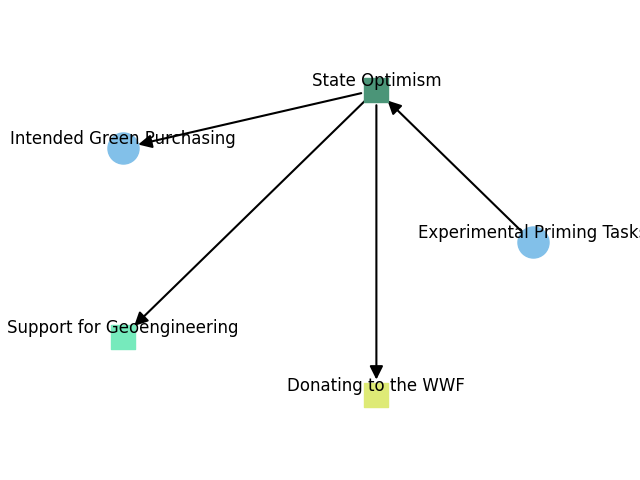 State Optimism
Intended Green Purchasing
Experimental Priming Tasks
Support for Geoengineering
Donating to the WWF